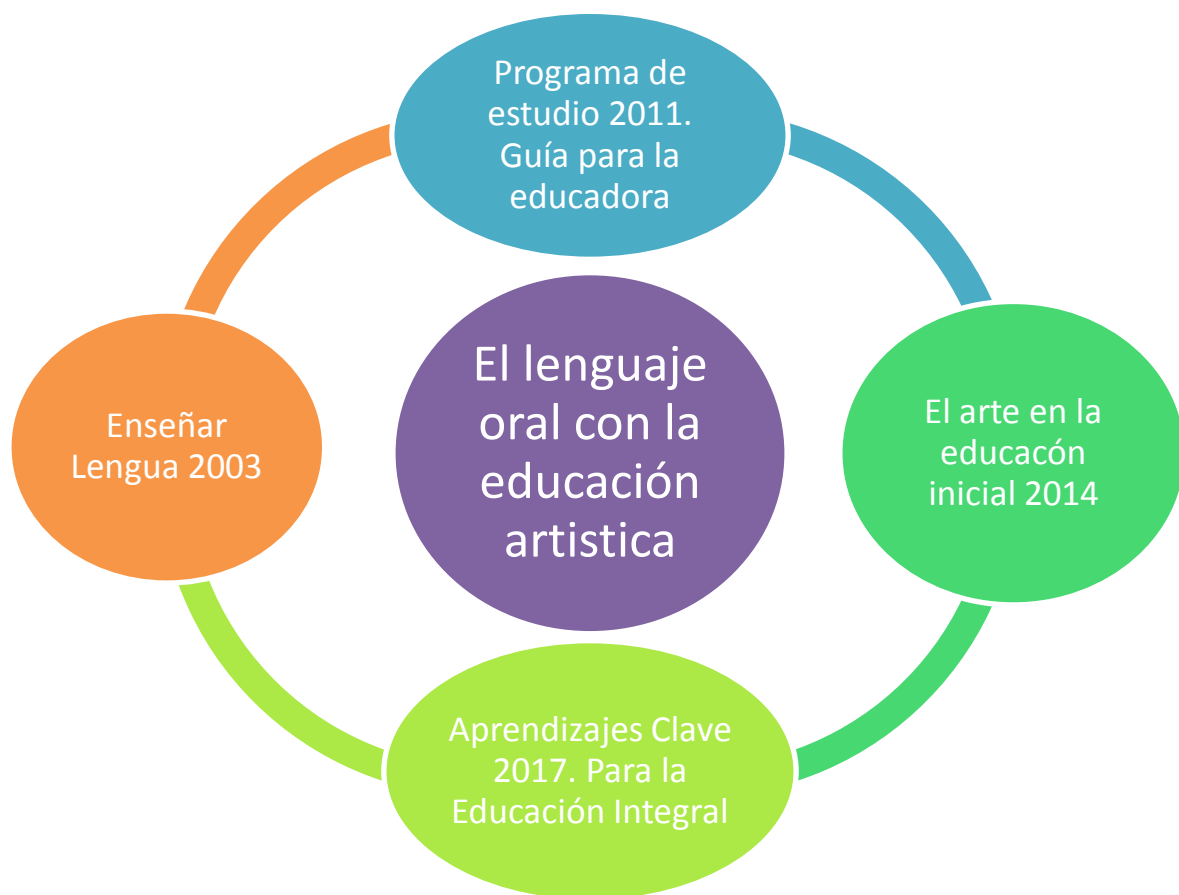 Programa de
estudio 2011.
Guía para la
educadora
El lenguaje
oral con la
educación
artistica
Enseñar
Lengua 2003
El arte en la
educacón
inicial 2014
Aprendizajes Clave
2017. Para la
Educación Integral